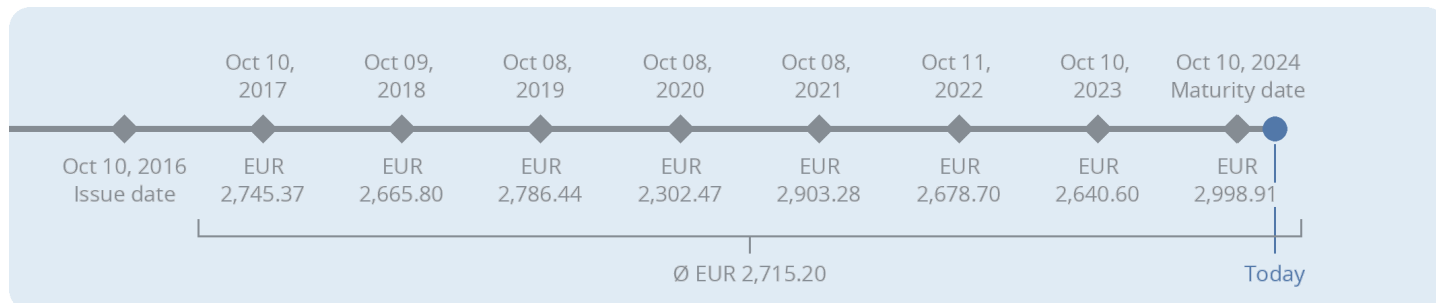 Oct 10,
2017
Oct 09,
2018
Oct 08,
2019
Oct 08,
2020
Oct 08,
2021
Oct 11,
2022
Oct 10,
2023
Oct 10, 2024
Maturity date
Oct 10, 2016
Issue date
EUR
2,745.37
EUR
2,665.80
EUR
2,786.44
EUR
2,302.47
EUR
2,903.28
EUR
2,678.70
EUR
2,640.60
EUR
2,998.91
Ø EUR 2,715.20
Today